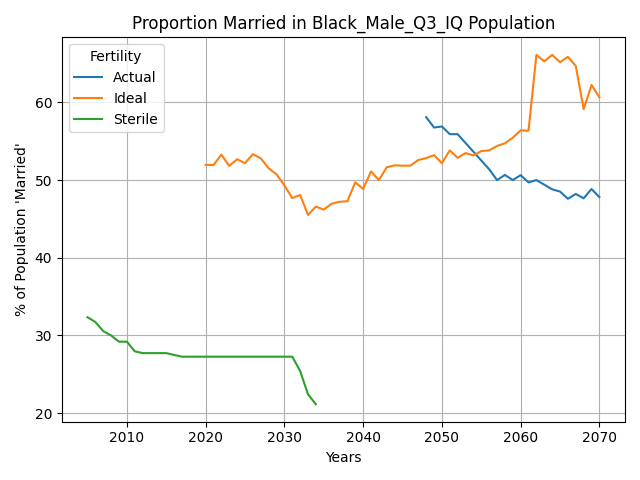 Proportion Married in Black_Male_Q3_IQ Population
% of Population 'Married'
Fertility
Actual
Ideal
Sterile
60
50
40
30
20
2010 2020 2030 2040 2050 2060 2070
Years